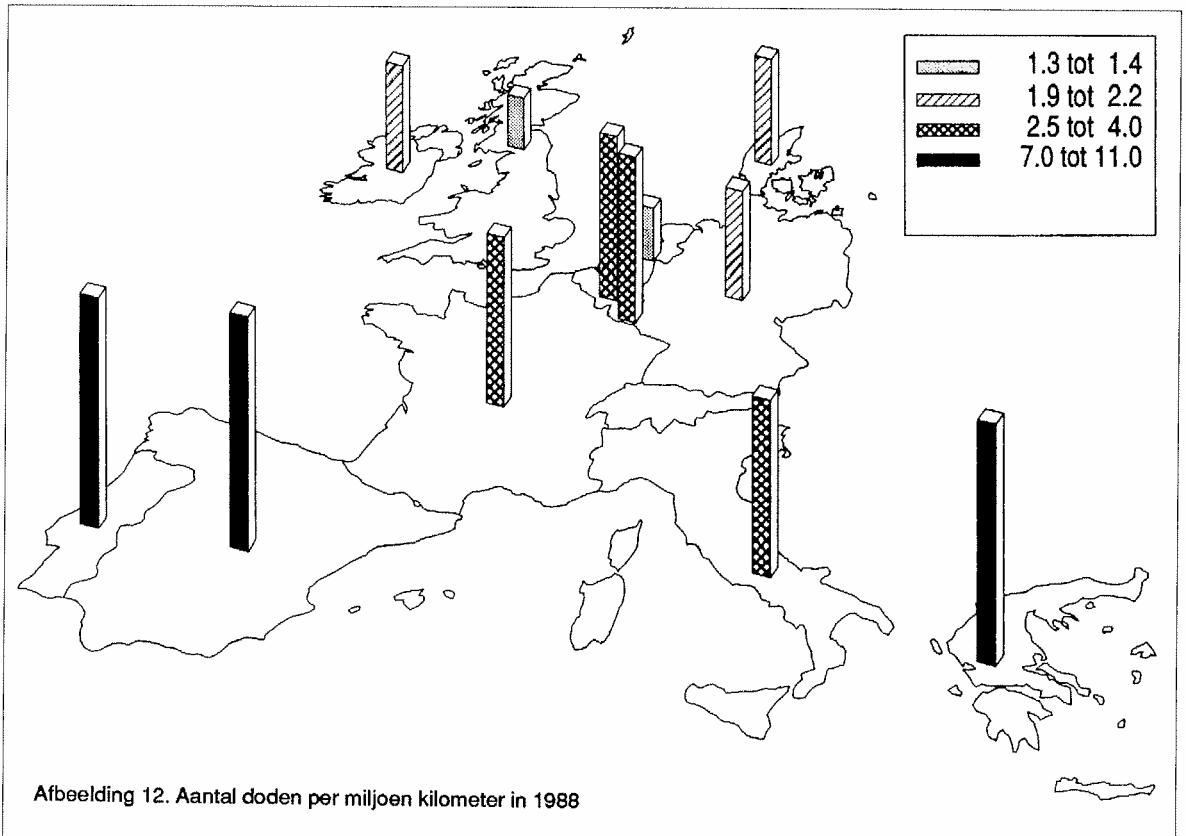 1.3 tot 1.4
1.9 tot 2.2
2.5 tot 4.0
7.0 tot 11.0
Afbeelding 12. Aantal doden per miljoen kilometer in 1988